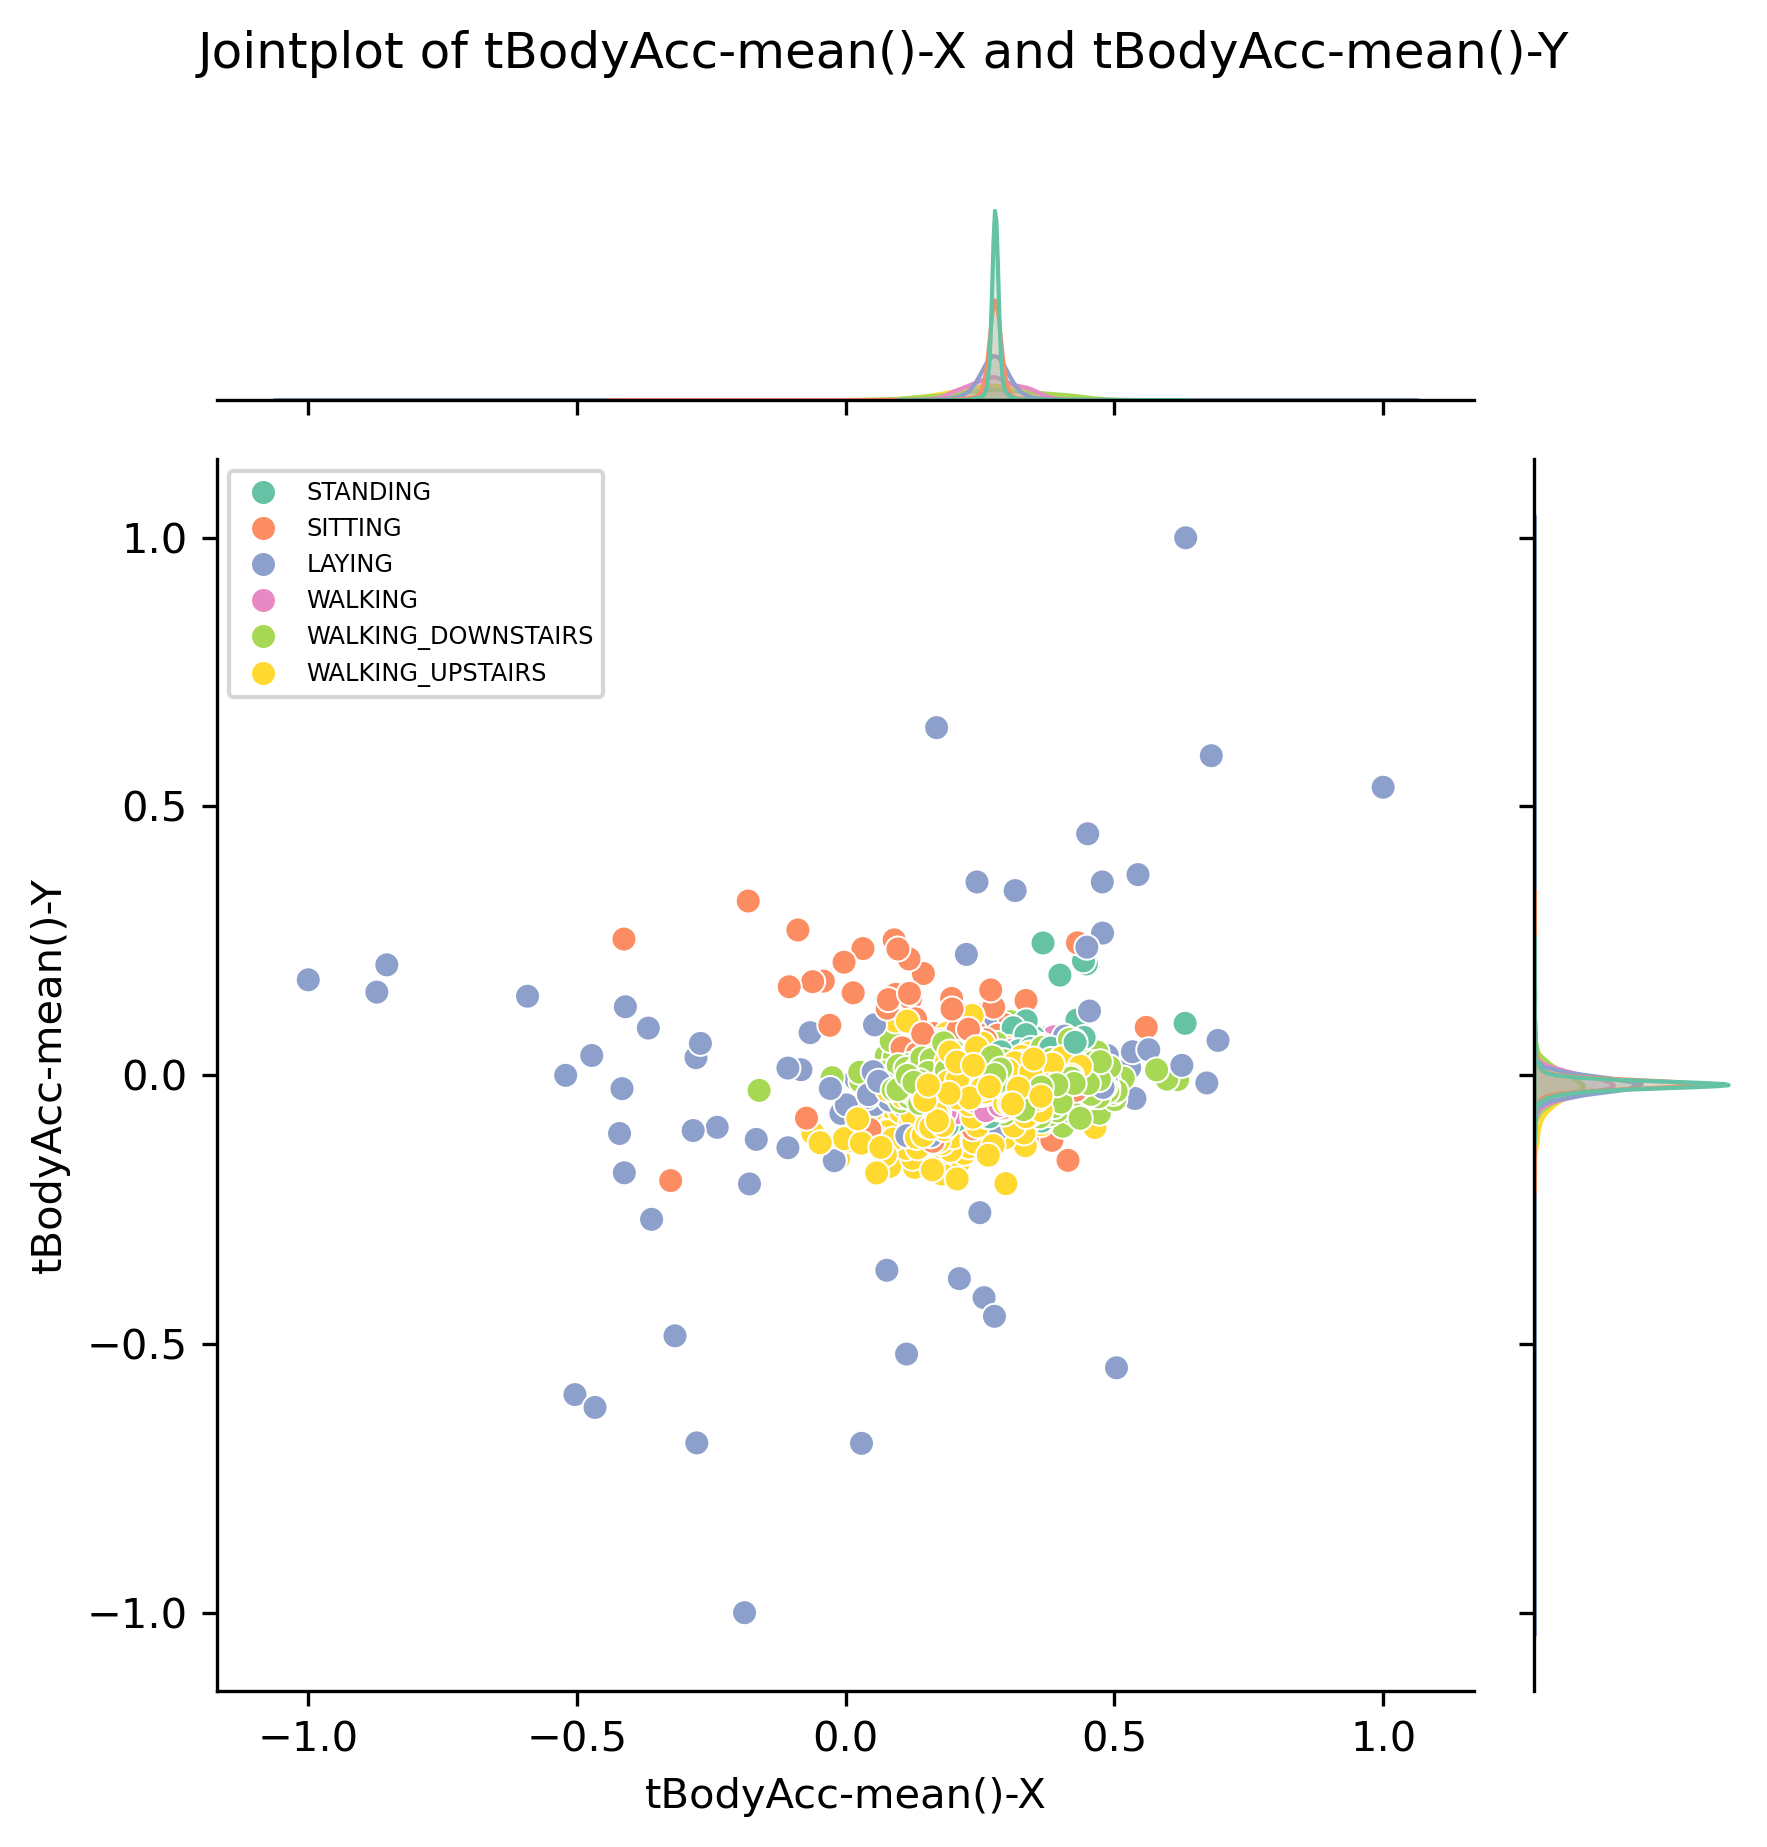 Jointplot of tBodyAcc-mean()-X and tBodyAcc-mean()-Y
STANDING
SITTING
LAYING
WALKING
WALKING_DOWNSTAIRS
WALKING_UPSTAIRS
1.0
0.5
0.0
−0.5
−1.0
tBodyAcc-mean()-Y
−1.0 −0.5 0.0 0.5 1.0
tBodyAcc-mean()-X